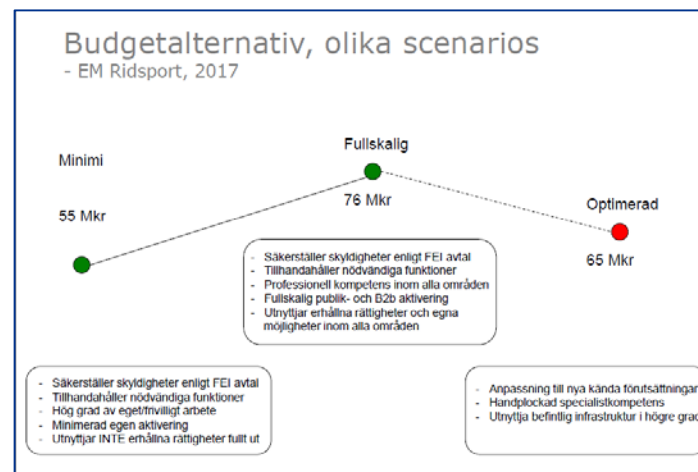 Budgetalternativ, olika scenarios
- EM Ridsport, 2017
Minimi
55 Mkr
Fullskalig
76 Mkr
Optimerad
65 Mkr
- Säkerställer skyldigheter enligt FEI avtal
- Tillhandahåller nödvändiga funktioner
- Professionell kompetens inom alla områden
- Fullskalig publik- och B2b aktivering
- Utnyttjar erhållna rättigheter och egna
möjligheter inom alla områden
- Säkerställer skyldigheter enligt FEI avtal
- Tillhandahåller nödvändiga funktioner
- Hög grad av eget/frivilligt arbete
- Minimerad egen aktivering
- Utnyttjar INTE erhållna rättigheter fullt ut
- Anpassning till nya kända förutsättningar
- Handplockad specialistkompetens
- Utnyttja befintlig infrastruktur i högre grad